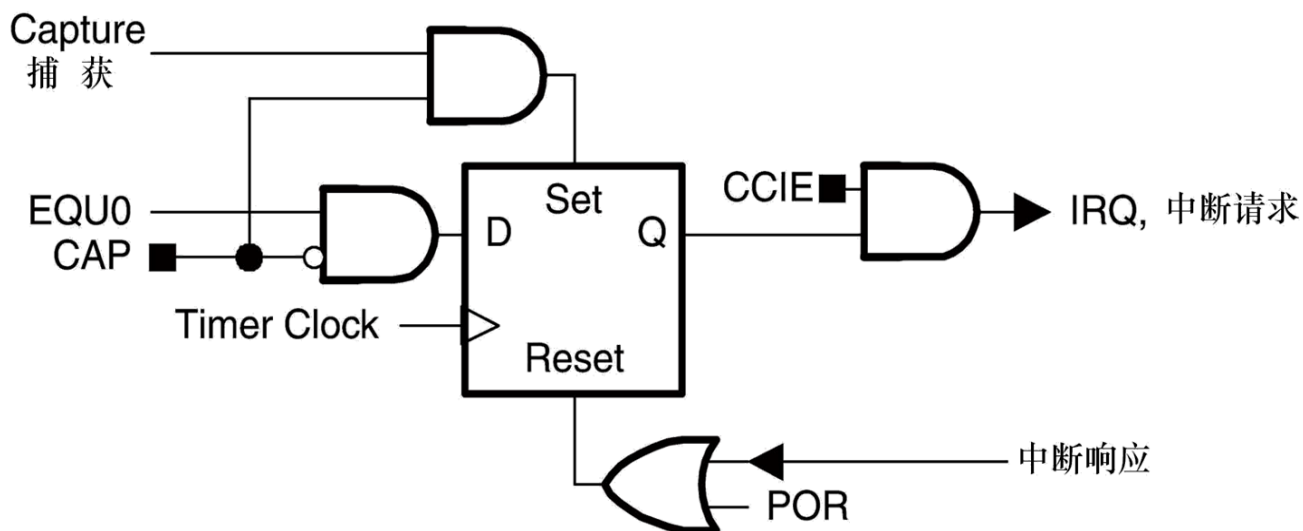 Capture
捕 获
Set
EQU0
D
Q
CCIE
IRQ, 中断请求
CAP
Timer Clock
Reset
中断响应
POR